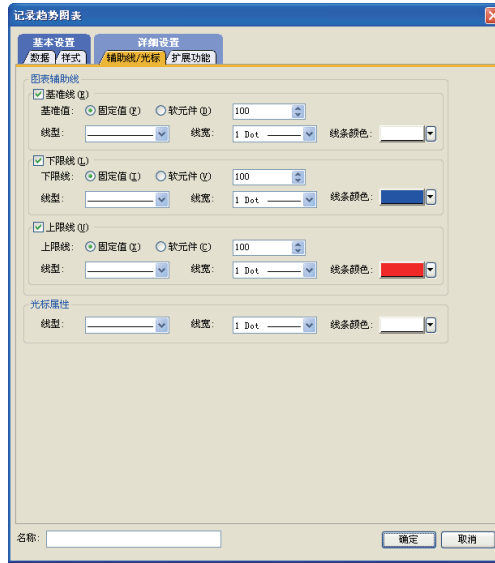 记录趋势图表
基本设置 详细设置
数据 样式 辅助线/光标 扩展功能
图表辅助线
基准线(E)
基准值: 固定值(F) 软元件(D) 100
线型: 线宽: 1 Dot 线条颜色:
下限线(L)
下限线: 固定值(I) 软元件(V) 100
线型: 线宽: 1 Dot 线条颜色:
上限线(U)
上限线: 固定值(X) 软元件(C) 100
线型: 线宽: 1 Dot 线条颜色:
光标属性
线型: 线宽: 1 Dot 线条颜色:
名称: 确定 取消